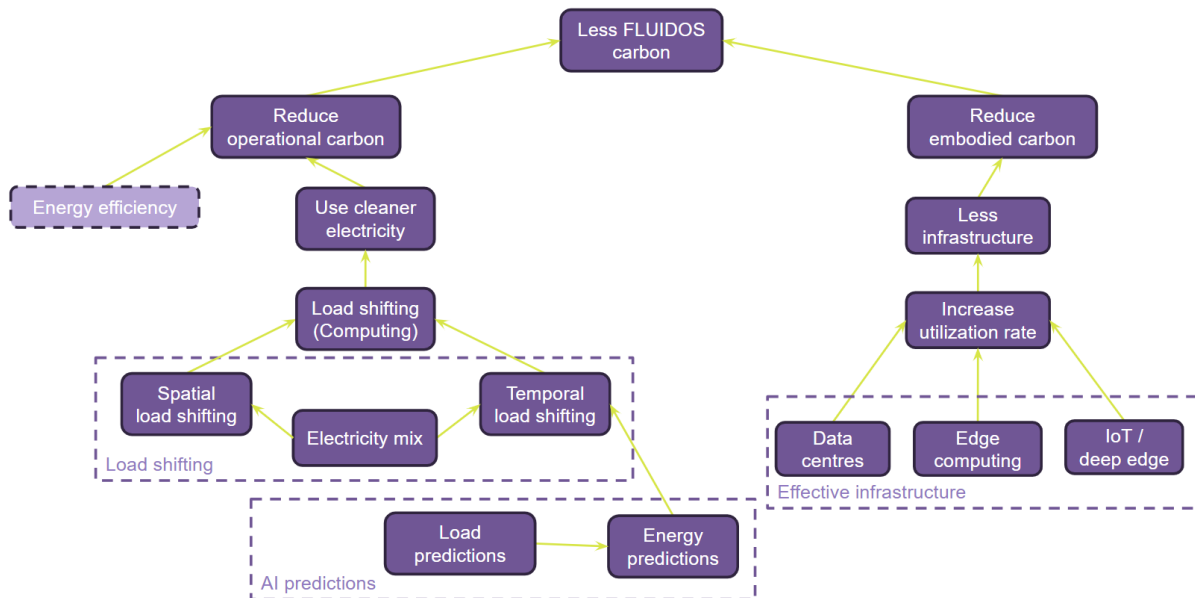 Less FLUIDOS
carbon
Reduce
operational carbon
Reduce
embodied carbon
Energy efficiency
Use cleaner
electricity
Less
infrastructure
Load shifting
(Computing)
Increase
utilization rate
Spatial
load shifting
Electricity mix
Temporal
load shifting
Load shifting
Data
centres
Edge
computing
IoT /
deep edge
Effective infrastructure
Load
predictions
Energy
predictions
AI predictions